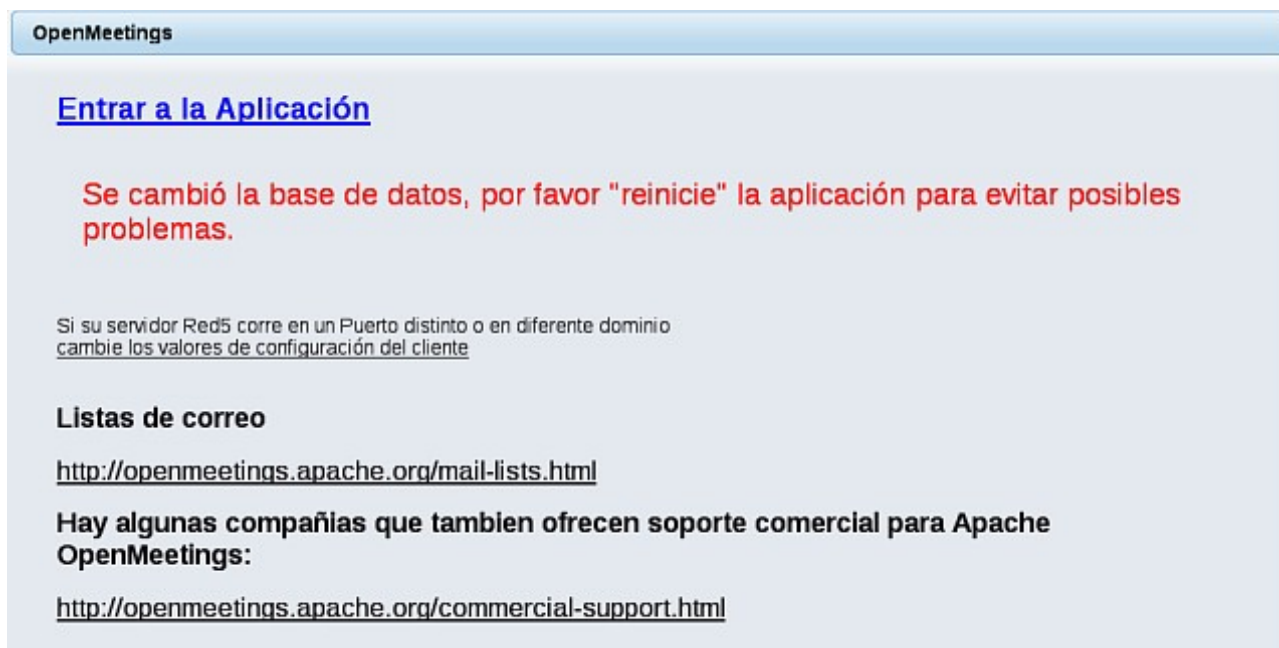 OpenMeetings
Entrar a la Aplicación
Se cambió la base de datos, por favor "reinicie" la aplicación para evitar posibles
problemas.
Si su servidor Red5 corre en un Puerto distinto o en diferente dominio
cambie los valores de configuración del cliente
Listas de correo
http://openmeetings.apache.org/mail-lists.html
Hay algunas compañias que tambien ofrecen soporte comercial para Apache
OpenMeetings:
http://openmeetings.apache.org/commercial-support.html